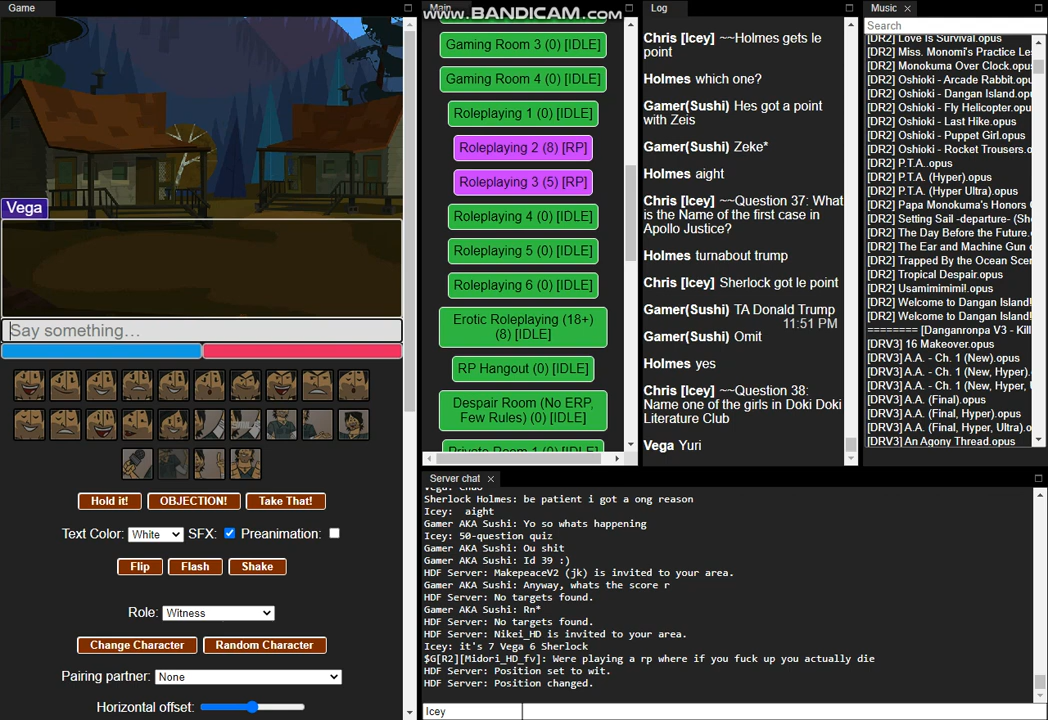 Game
Main
WWW.BANDICAM.COM
Log
Music
Vega
Say something…
Hold it!
OBJECTION!
Take That!
Text Color:
White
SFX:
Preanimation:
Flip
Flash
Shake
Role:
Witness
Change Character
Random Character
Pairing partner:
None
Horizontal offset:
Gaming Room 3 (0) [IDLE]
Gaming Room 4 (0) [IDLE]
Roleplaying 1 (0) [IDLE]
Roleplaying 2 (8) [RP]
Roleplaying 3 (5) [RP]
Roleplaying 4 (0) [IDLE]
Roleplaying 5 (0) [IDLE]
Roleplaying 6 (0) [IDLE]
Erotic Roleplaying (18+)
(8) [IDLE]
RP Hangout (0) [IDLE]
Despair Room (No ERP,
Few Rules) (0) [IDLE]
Private Room 1 (0) [IDLE]
Chris [Icey] ~~Holmes gets le
point
Holmes which one?
Gamer(Sushi) Hes got a point
with Zeis
Gamer(Sushi) Zeke*
Holmes aight
Chris [Icey] ~~Question 37: What
is the Name of the first case in
Apollo Justice?
Holmes turnabout trump
Chris [Icey] Sherlock got le point
Gamer(Sushi) TA Donald Trump
11:51 PM
Gamer(Sushi) Omit
Holmes yes
Chris [Icey] ~~Question 38:
Name one of the girls in Doki Doki
Literature Club
Vega Yuri
Search
[DR2] Love Is Survival.opus
[DR2] Miss. Monomi's Practice Les
[DR2] Monokuma Over Clock.opus
[DR2] Oshioki - Arcade Rabbit.opu
[DR2] Oshioki - Dangan Island.opu
[DR2] Oshioki - Fly Helicopter.opus
[DR2] Oshioki - Last Hike.opus
[DR2] Oshioki - Puppet Girl.opus
[DR2] Oshioki - Rocket Trousers.op
[DR2] P.T.A..opus
[DR2] P.T.A. (Hyper).opus
[DR2] P.T.A. (Hyper Ultra).opus
[DR2] Papa Monokuma's Honors C
[DR2] Setting Sail -departure- (Sho
[DR2] The Day Before the Future.o
[DR2] The Ear and Machine Gun o
[DR2] Trapped By the Ocean Scen
[DR2] Tropical Despair.opus
[DR2] Usamimimimi!.opus
[DR2] Welcome to Dangan Island!
[DR2] Welcome to Dangan Island!
======== [Danganronpa V3 - Kill
[DRV3] 16 Makeover.opus
[DRV3] A.A. - Ch. 1 (New).opus
[DRV3] A.A. - Ch. 1 (New, Hyper).o
[DRV3] A.A. - Ch. 1 (New, Hyper, U
[DRV3] A.A. (Final).opus
[DRV3] A.A. (Final, Hyper).opus
[DRV3] A.A. (Final, Hyper, Ultra).o
[DRV3] An Agony Thread.opus
Server chat
Sherlock Holmes: be patient i got a ong reason
Icey:  aight
Gamer AKA Sushi: Yo so whats happening
Icey: 50-question quiz
Gamer AKA Sushi: Ou shit
Gamer AKA Sushi: Id 39 :)
HDF Server: MakepeaceV2 (jk) is invited to your area.
Gamer AKA Sushi: Anyway, whats the score r
HDF Server: No targets found.
Gamer AKA Sushi: Rn*
HDF Server: No targets found.
HDF Server: Nikei_HD is invited to your area.
Icey: it's 7 Vega 6 Sherlock
$G[R2][Midori_HD_fv]: Were playing a rp where if you fuck up you actually die
HDF Server: Position set to wit.
HDF Server: Position changed.
Icey